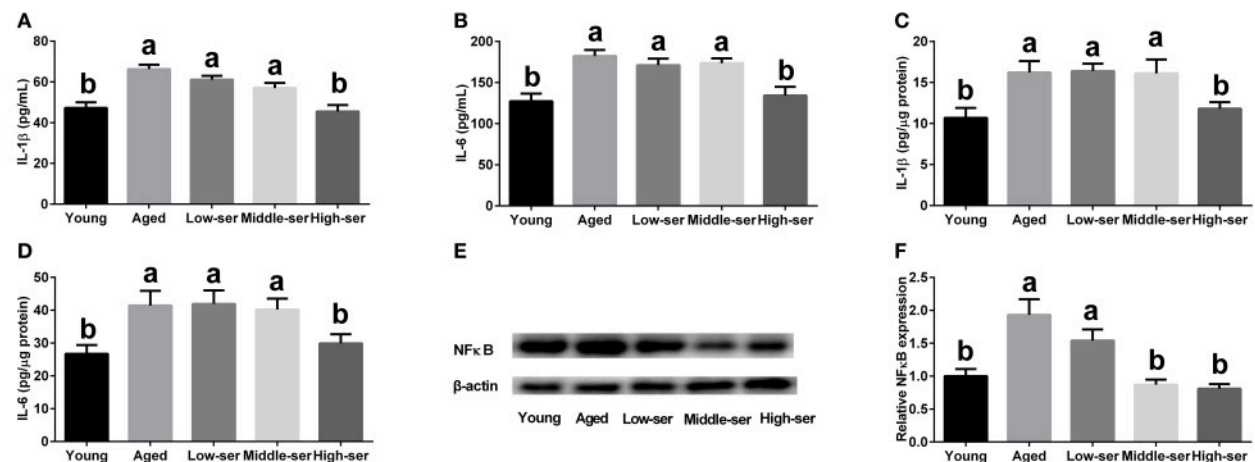 A
IL-1β (pg/mL)
80
60
40
20
0
b
a
a
a
b
Young Aged Low-ser Middle-ser High-ser
B
IL-6 (pg/mL)
200
150
100
50
0
b
a
a
a
b
Young Aged Low-ser Middle-ser High-ser
C
IL-1β (pg/μg protein)
20
15
10
5
0
b
a
a
a
b
Young Aged Low-ser Middle-ser High-ser
D
IL-6 (pg/μg protein)
50
40
30
20
10
0
b
a
a
a
b
Young Aged Low-ser Middle-ser High-ser
E
NFκB
β-actin
Young Aged Low-ser Middle-ser High-ser
F
Relative NFκB expression
2.5
2.0
1.5
1.0
0.5
0.0
b
a
a
b
b
Young Aged Low-ser Middle-ser High-ser